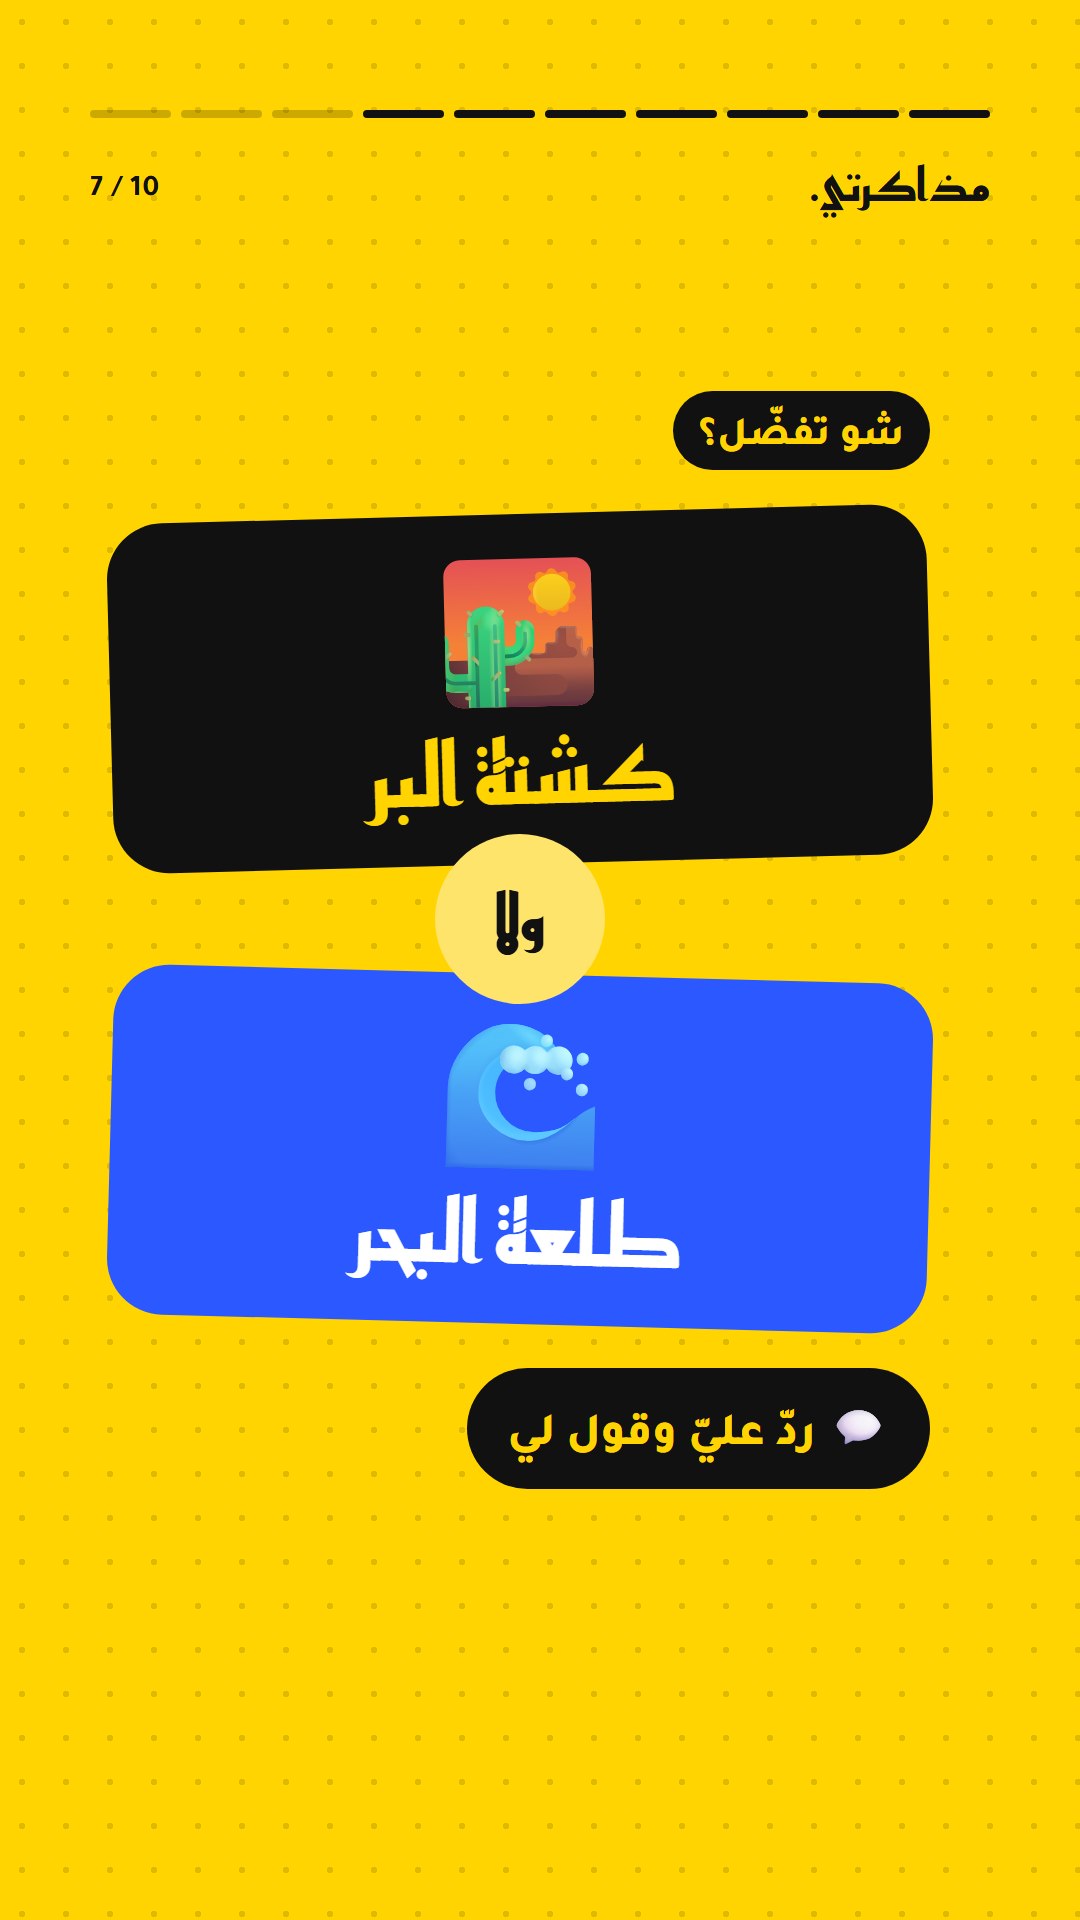 مذاكرتي.
7 / 10
شو تفضّل؟
كشتة البر
ولا
طلعة البحر
ردّ عليّ وقول لي